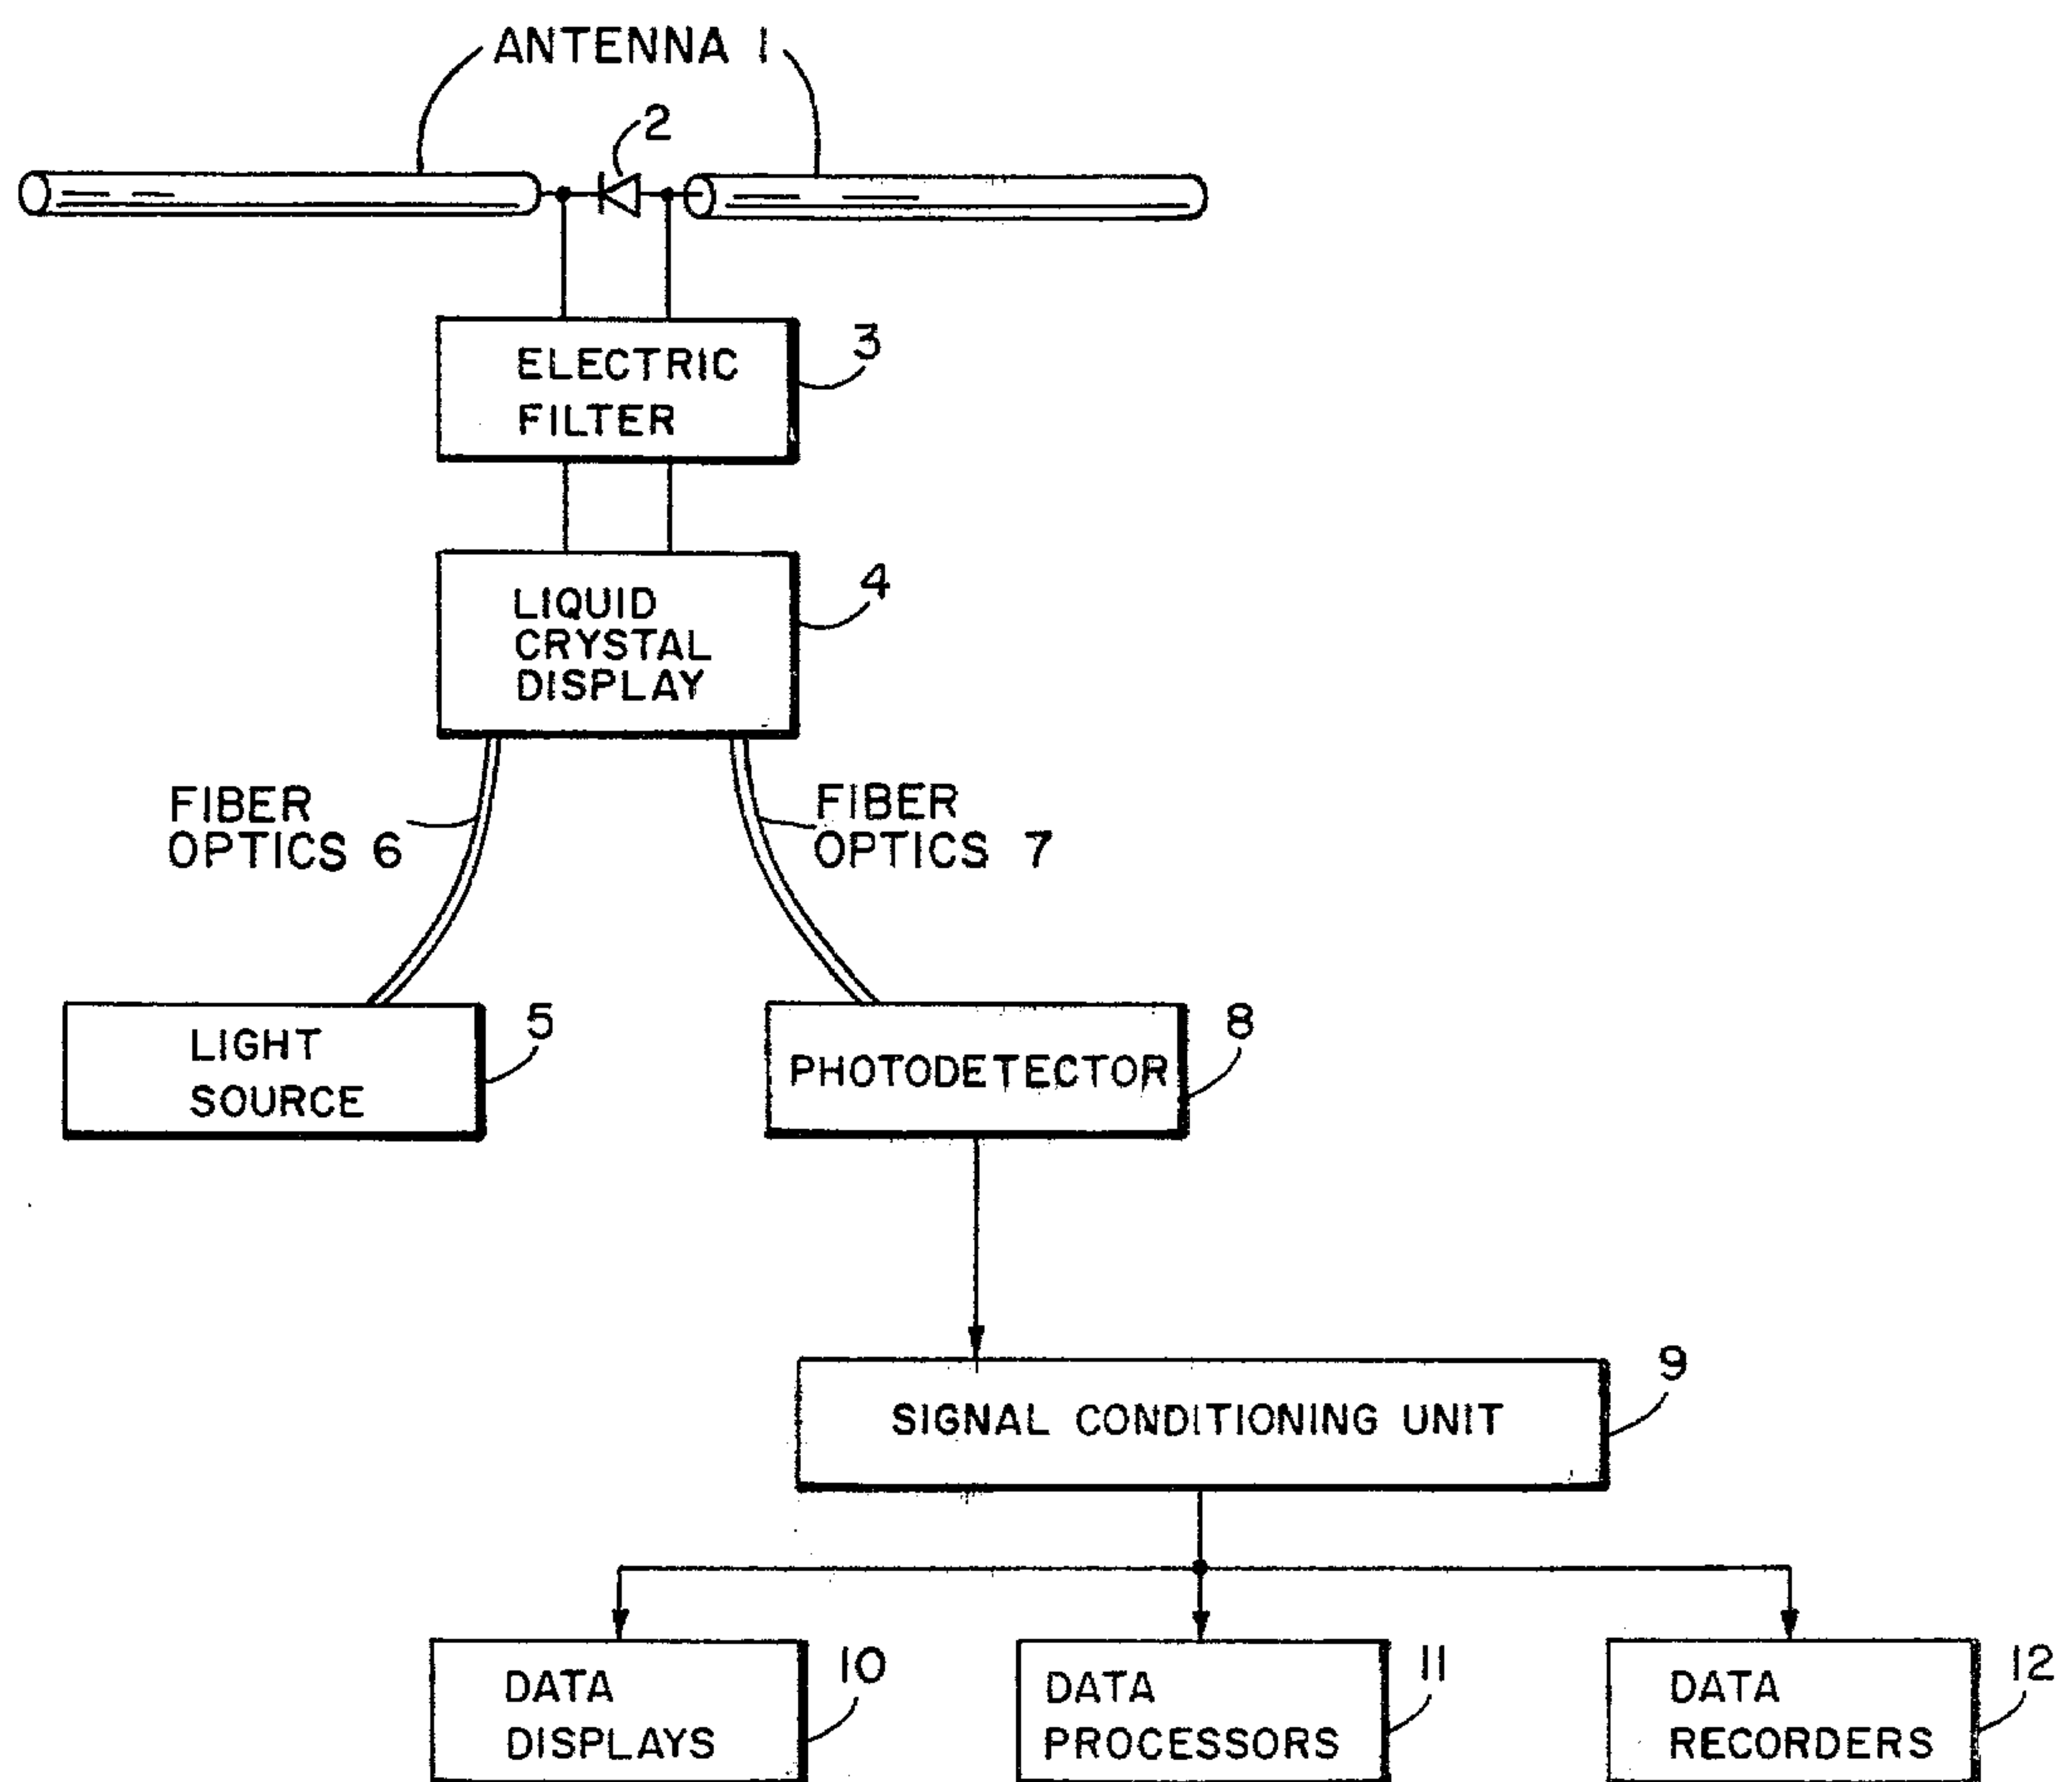 ANTENNA 1
2
ELECTRIC
FILTER
3
LIQUID
CRYSTAL
DISPLAY
4
FIBER
OPTICS 6
FIBER
OPTICS 7
LIGHT
SOURCE
5
PHOTODETECTOR
8
SIGNAL CONDITIONING UNIT
9
DATA
DISPLAYS
10
DATA
PROCESSORS
11
DATA
RECORDERS
12